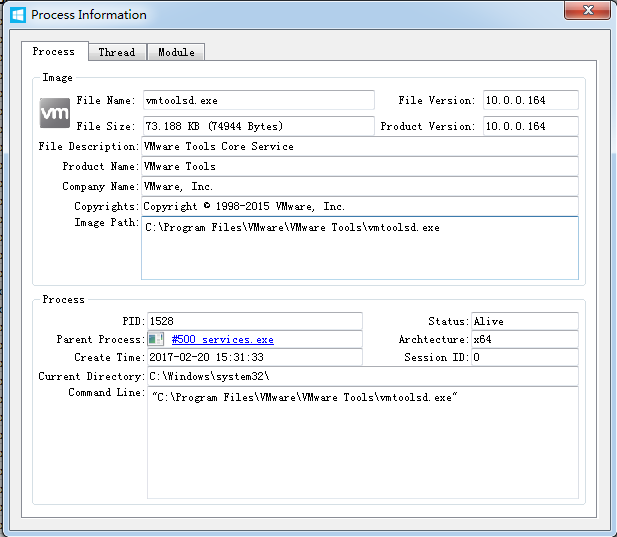 Process Information
Process Thread Module
Image
vm
File Name: vmtoolsd.exe File Version: 10.0.0.164
File Size: 73.188 KB (74944 Bytes) Product Version: 10.0.0.164
File Description: VMware Tools Core Service
Product Name: VMware Tools
Company Name: VMware, Inc.
Copyrights: Copyright © 1998-2015 VMware, Inc.
Image Path: C:\Program Files\VMware\VMware Tools\vmtoolsd.exe
Process
PID: 1528 Status: Alive
Parent Process: #500 services.exe Archtecture: x64
Create Time: 2017-02-20 15:31:33 Session ID: 0
Current Directory: C:\Windows\system32\
Command Line: "C:\Program Files\VMware\VMware Tools\vmtoolsd.exe"